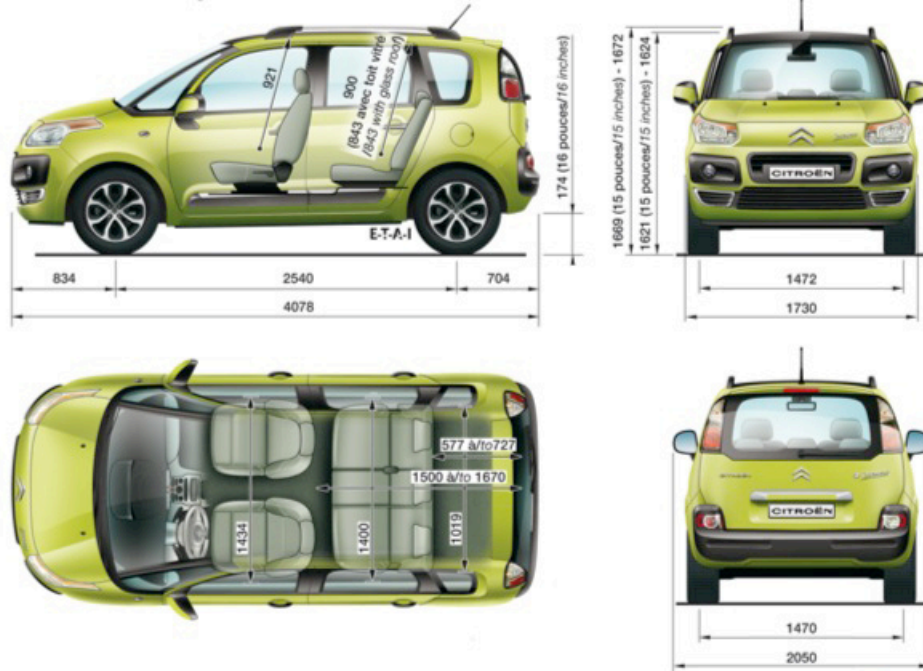 921
900
(843 avec toit vitré
/843 with glass roof)
174 (16 pouces/16 inches)
E-T-A-I
834
2540
704
4078
1669 (15 pouces/15 inches) - 1672
1621 (15 pouces/15 inches) - 1624
CITROËN
1472
1730
577 à/to727
1500 à/to 1670
1434
1400
1019
CITROËN
1470
2050